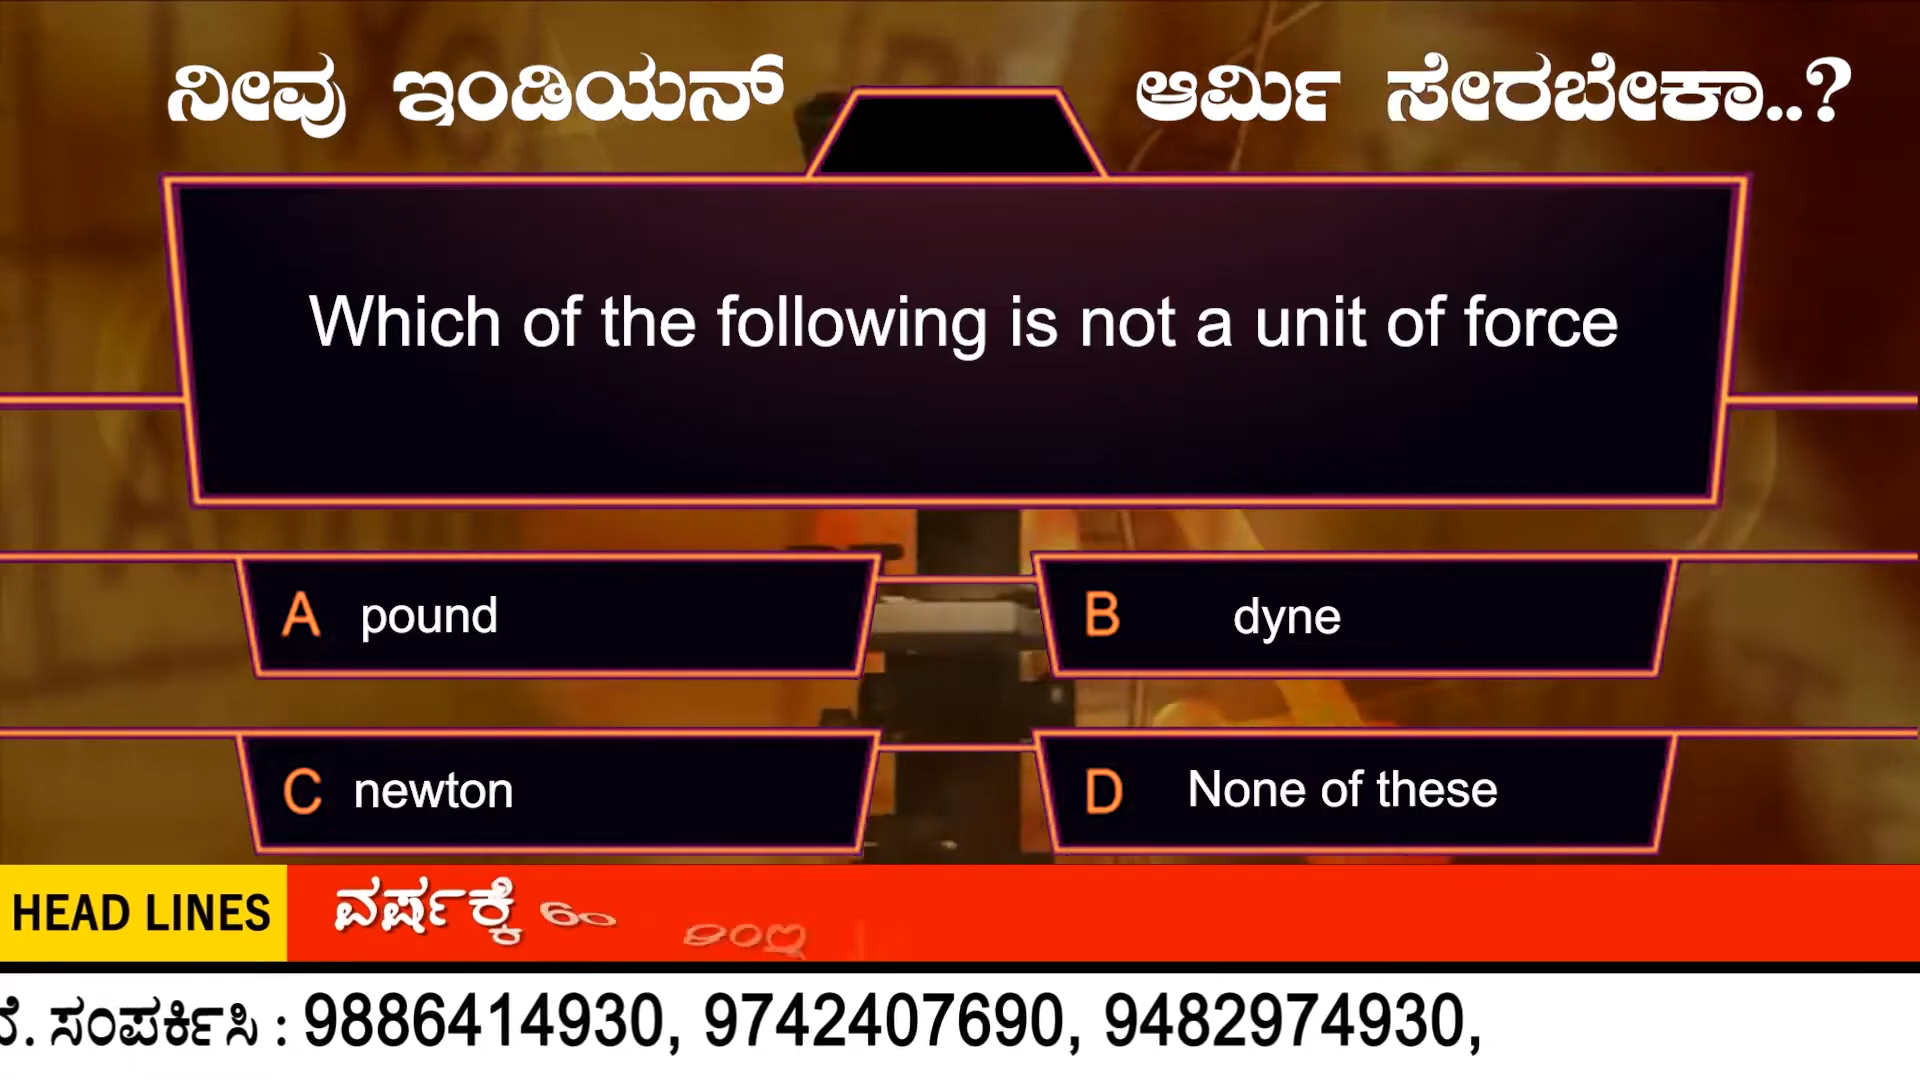 ನೀವು ಇಂಡಿಯನ್ ಆರ್ಮಿ ಸೇರಬೇಕಾ..?
Which of the following is not a unit of force
A pound
B dyne
C newton
D None of these
HEAD LINES ವರ್ಷಕ್ಕೆ
ಸಂಪರ್ಕಿಸಿ : 9886414930, 9742407690, 9482974930,